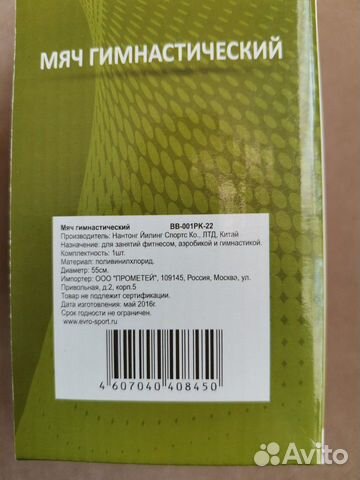 МЯЧ ГИМНАСТИЧЕСКИЙ
Мяч гимнастический BB-001PK-22
Производитель: Нантонг Йилинг Спортс Ко., ЛТД, Китай
Назначение: для занятий фитнесом, аэробикой и гимнастикой.
Комплектность: 1шт.
Материал: поливинилхлорид.
Диаметр: 55см.
Импортер: ООО "ПРОМЕТЕЙ", 109145, Россия, Москва, ул.
Привольная, д.2, корп.5
Товар не подлежит сертификации.
Дата изготовления: май 2016г.
Срок годности не ограничен.
www.evro-sport.ru
4 607040 408450
Avito